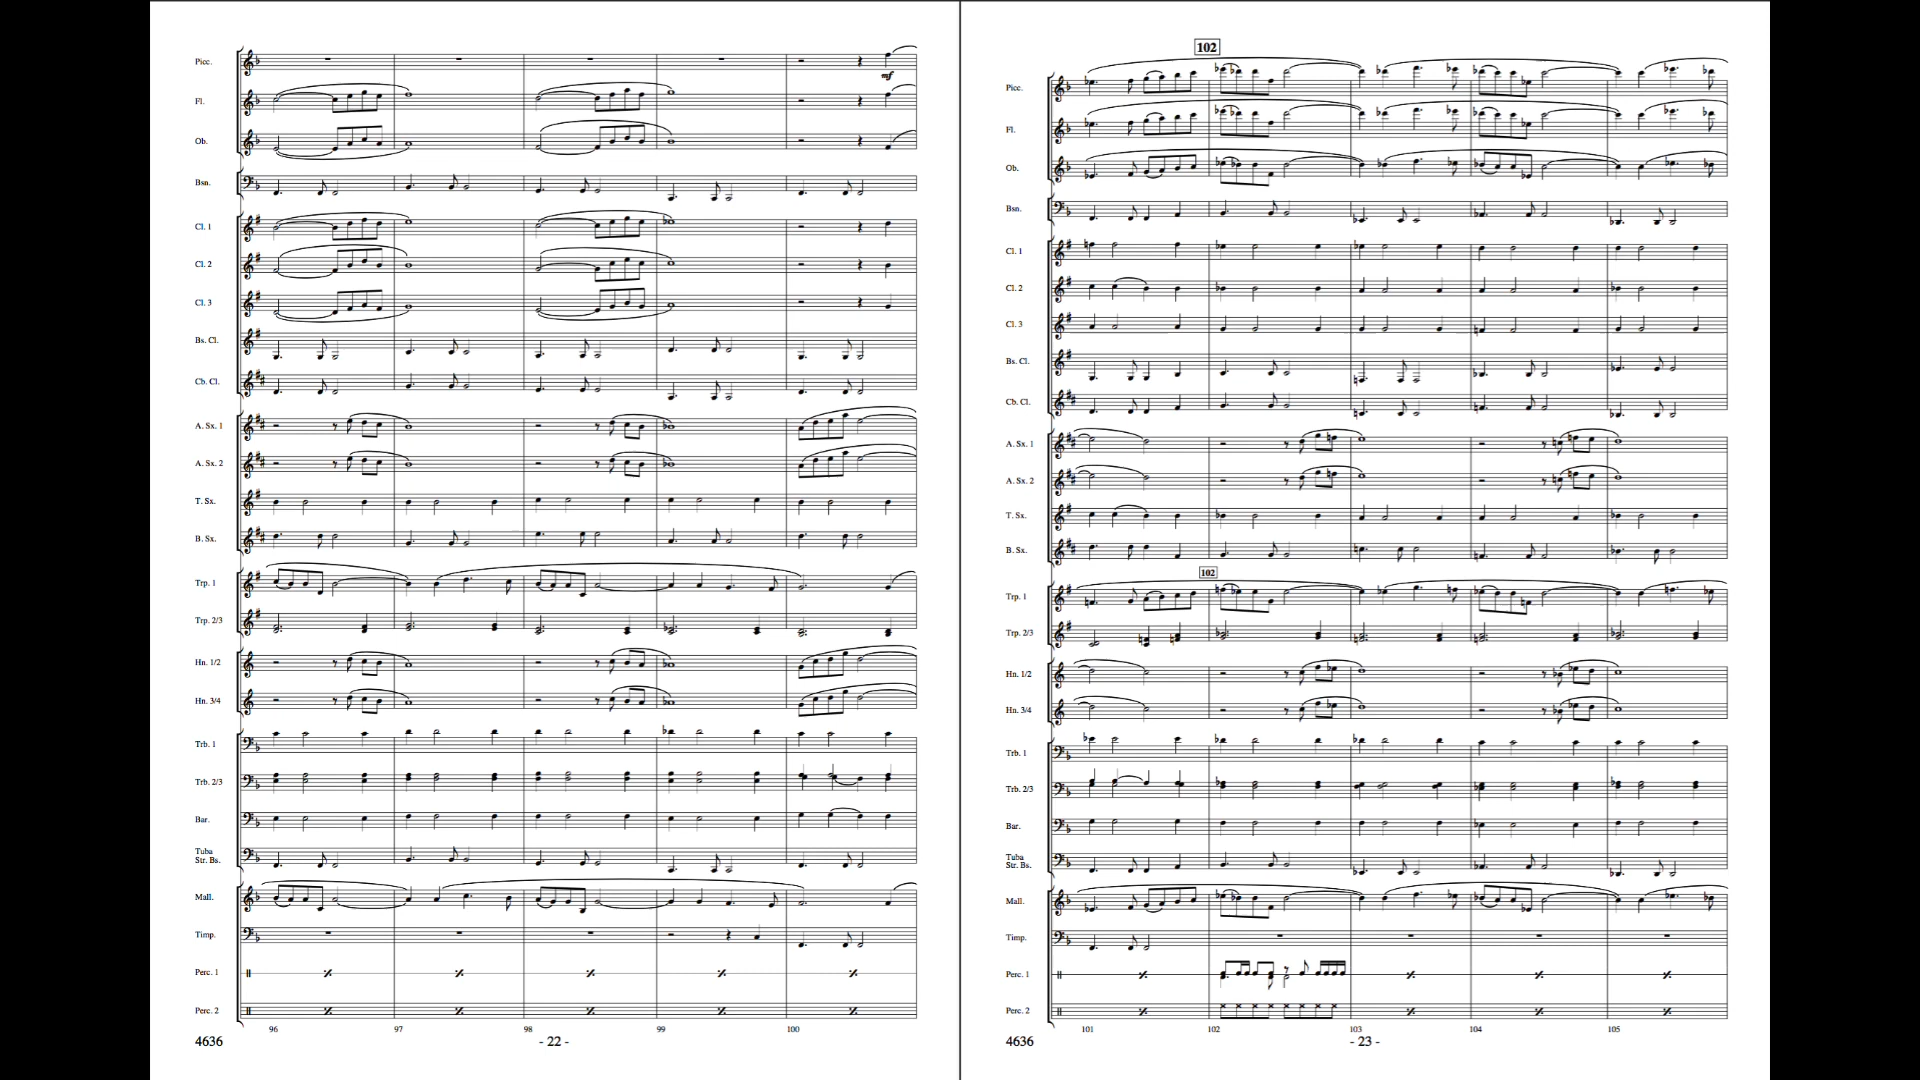 Picc.
mf
Fl.
Ob.
Bsn.
Cl. 1
Cl. 2
Cl. 3
Bs. Cl.
Cb. Cl.
A. Sx. 1
A. Sx. 2
T. Sx.
B. Sx.
Trp. 1
Trp. 2/3
Hn. 1/2
Hn. 3/4
Trb. 1
Trb. 2/3
Bar.
Tuba
Str. Bs.
Mall.
Timp.
Perc. 1
Perc. 2
96 97 98 99 100
4636 - 22 -
102
Picc.
Fl.
Ob.
Bsn.
Cl. 1
Cl. 2
Cl. 3
Bs. Cl.
Cb. Cl.
A. Sx. 1
A. Sx. 2
T. Sx.
B. Sx.
102
Trp. 1
Trp. 2/3
Hn. 1/2
Hn. 3/4
Trb. 1
Trb. 2/3
Bar.
Tuba
Str. Bs.
Mall.
Timp.
Perc. 1
Perc. 2
101 102 103 104 105
4636 - 23 -